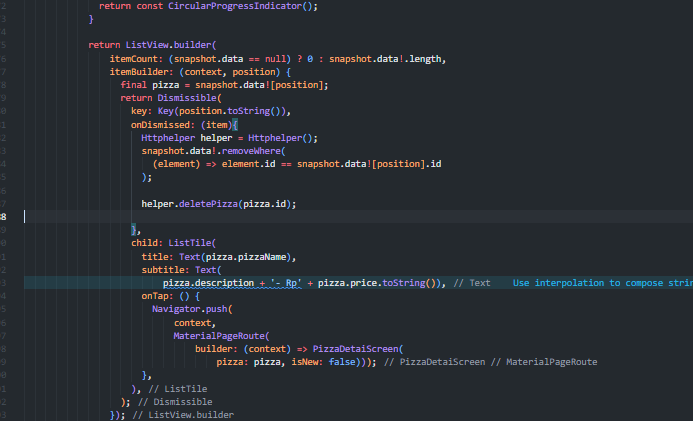 return const CircularProgressIndicator();
}
return ListView.builder(
itemCount: (snapshot.data == null) ? 0 : snapshot.data!.length,
itemBuilder: (context, position) {
final pizza = snapshot.data![position];
return Dismissible(
key: Key(position.toString()),
onDismissed: (item){
Httphelper helper = Httphelper();
snapshot.data!.removeWhere(
(element) => element.id == snapshot.data![position].id
);
helper.deletePizza(pizza.id);
},
child: ListTile(
title: Text(pizza.pizzaName),
subtitle: Text(
pizza.description + '- Rp' + pizza.price.toString()), // Text Use interpolation to compose strin
onTap: () {
Navigator.push(
context,
MaterialPageRoute(
builder: (context) => PizzaDetaiScreen(
pizza: pizza, isNew: false))); // PizzaDetaiScreen // MaterialPageRoute
},
), // ListTile
); // Dismissible
}); // ListView.builder